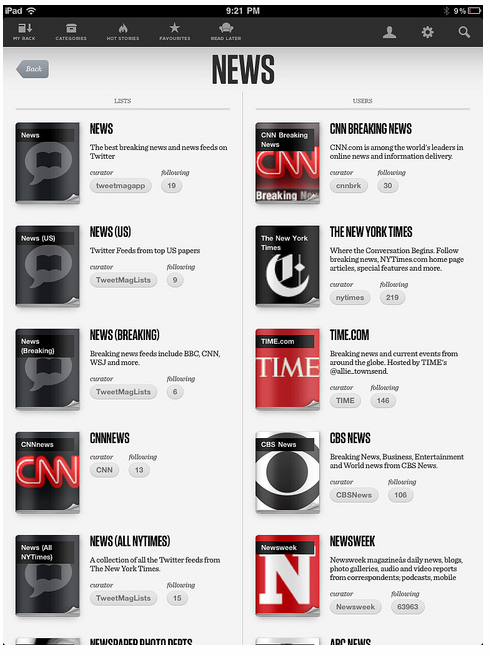 iPad
9:21 PM
9%
MY RACK
CATEGORIES
HOT STORIES
FAVOURITES
READ LATER
Back
NEWS
LISTS
News
NEWS
The best breaking news and news feeds on
Twitter
curator following
tweetmagapp 19
News (US)
NEWS (US)
Twitter Feeds from top US papers
curator following
TweetMagLists 9
News
(Breaking)
NEWS (BREAKING)
Breaking news feeds include BBC, CNN,
WSJ and more.
curator following
TweetMagLists 6
CNNnews
CNN
CNNNEWS
curator following
CNN 13
News (All
NYTimes)
NEWS (ALL NYTIMES)
A collection of all the Twitter feeds from
The New York Times.
curator following
TweetMagLists 15
NEWSPAPER PHOTO DEPTS
USERS
CNN Breaking
News
CNN
Breaking
CNN BREAKING NEWS
CNN.com is among the world's leaders in
online news and information delivery.
curator following
cnnbrk 30
The New York
Times
THE NEW YORK TIMES
Where the Conversation Begins. Follow
breaking news, NYTimes.com home page
articles, special features and more.
curator following
nytimes 219
TIME.com
TIME
TIME.COM
Breaking news and current events from
around the globe. Hosted by TIME's
@allie_townsend.
curator following
TIME 146
CBS News
CBS NEWS
Breaking News, Business, Entertainment
and World news from CBS News.
curator following
CBSNews 106
Newsweek
N
NEWSWEEK
Newsweek magazineás daily news, blogs,
photo galleries, audio and video reports
from correspondents; podcasts, mobile
curator following
Newsweek 63963
ABC NEWS